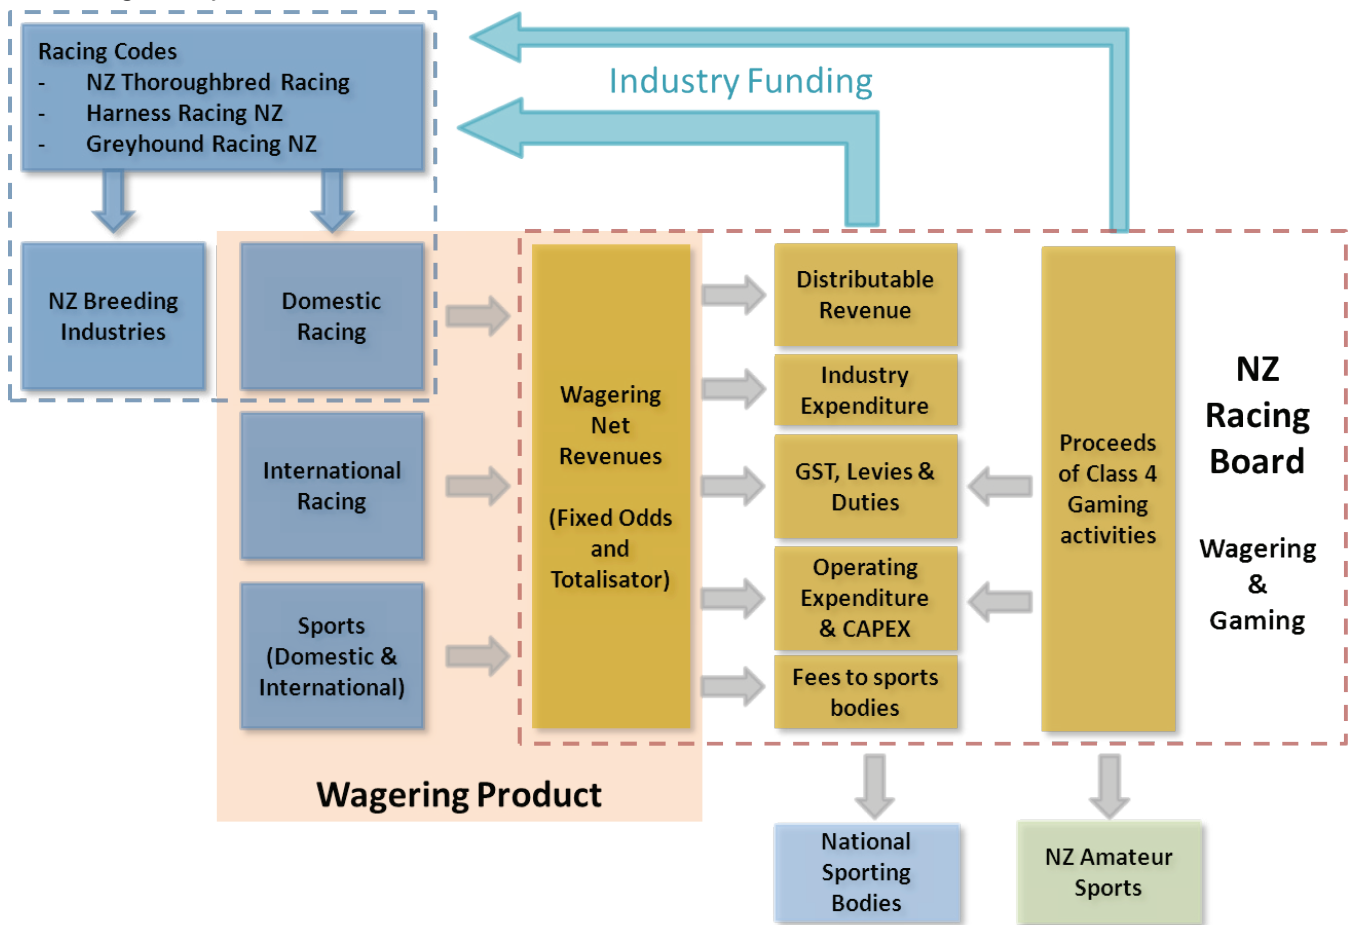 Racing Codes
- NZ Thoroughbred Racing
- Harness Racing NZ
- Greyhound Racing NZ
Industry Funding
NZ Breeding
Industries
Domestic
Racing
International
Racing
Sports
(Domestic &
International)
Wagering
Net
Revenues
(Fixed Odds
and
Totalisator)
Wagering Product
Distributable
Revenue
Industry
Expenditure
GST, Levies &
Duties
Operating
Expenditure
& CAPEX
Fees to sports
bodies
Proceeds
of Class 4
Gaming
activities
NZ
Racing
Board
Wagering
&
Gaming
National
Sporting
Bodies
NZ Amateur
Sports